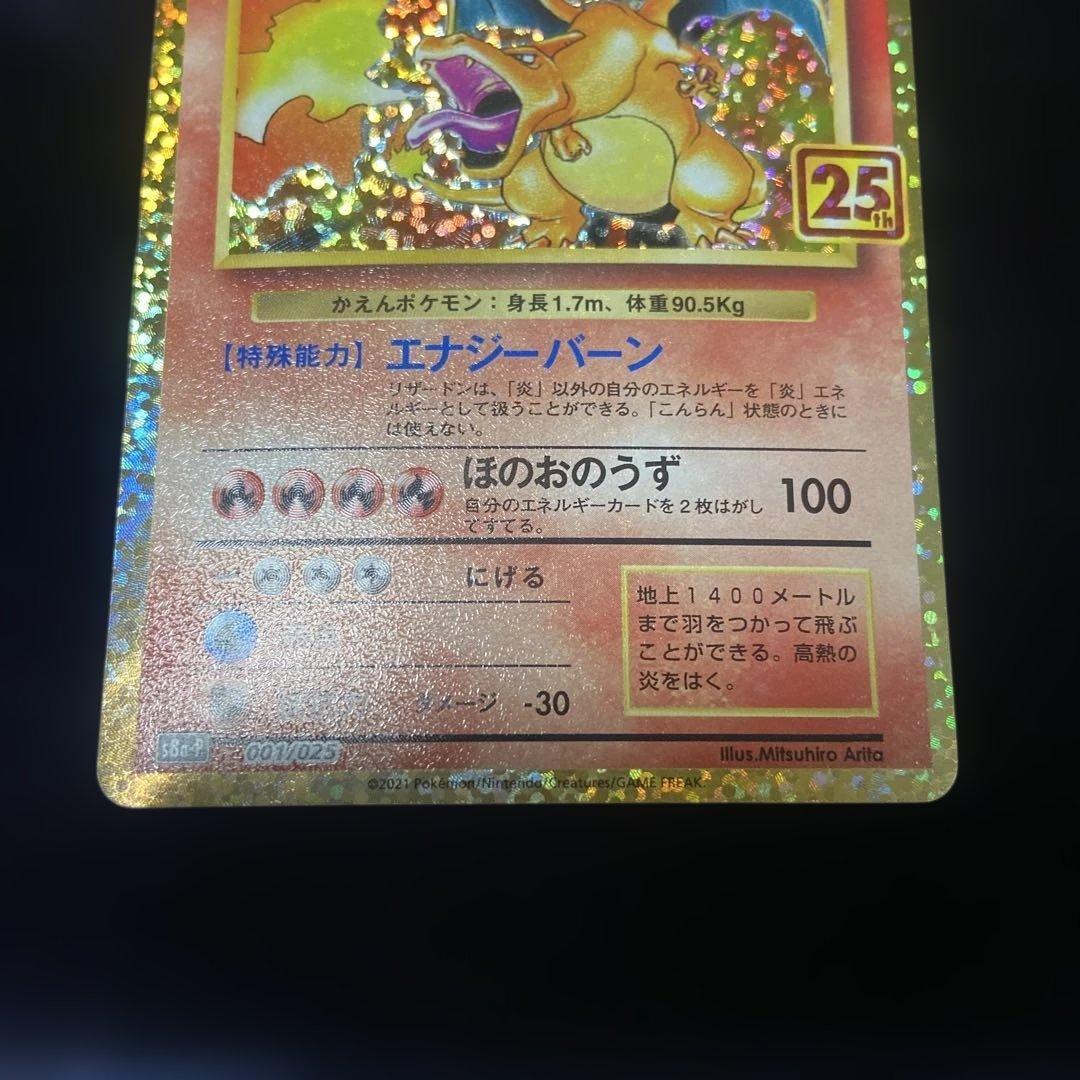 25th
かえんポケモン：身長1.7m、体重90.5Kg
【特殊能力】 エナジーバーン
リザードンは、「炎」以外の自分のエネルギーを「炎」エネ
ルギーとして扱うことができる。「こんらん」状態のときに
は使えない。
ほのおのうず 100
自分のエネルギーカードを２枚はがし
てすてる。
にげる
ダメージ -30
地上１４００メートル
まで羽をつかって飛ぶ
ことができる。高熱の
炎をはく。
s8a-P 001/025
Illus.Mitsuhiro Arita
©2021 Pokémon/Nintendo/Creatures/GAME FREAK.